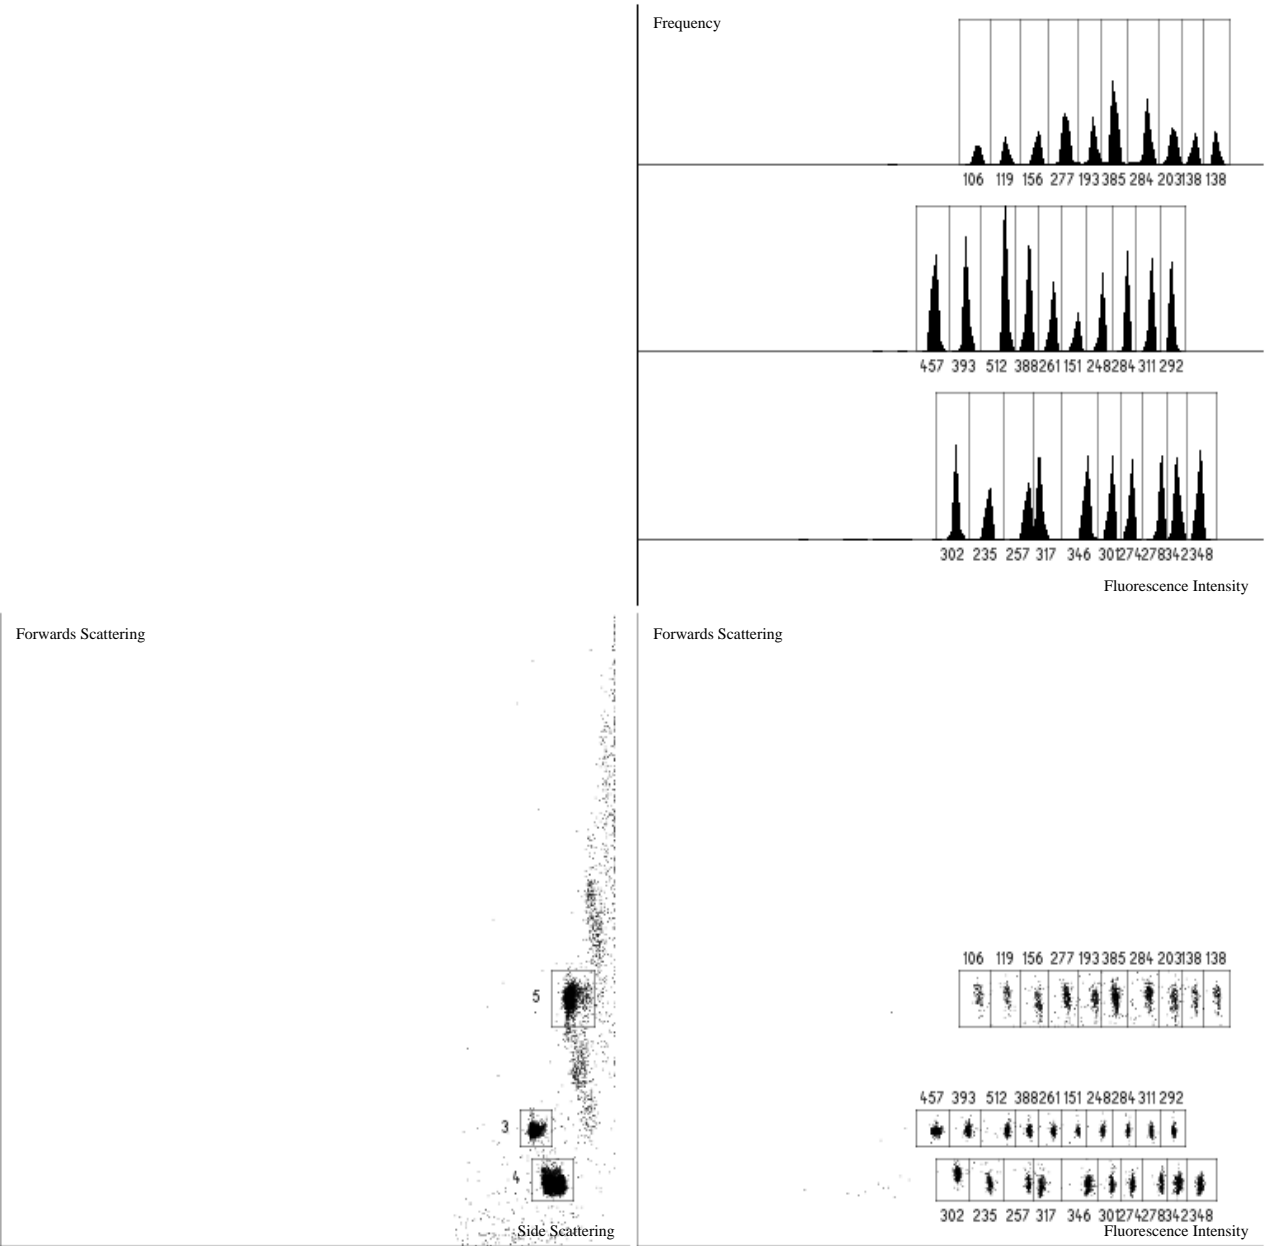 Frequency
106 119 156 277 193 385 284 203 138 138
457 393 512 388 261 151 248 284 311 292
302 235 257 317 346 301 274 278 342 348
Fluorescence Intensity
Forwards Scattering
5
3
4
Side Scattering
Forwards Scattering
106 119 156 277 193 385 284 203 138 138
457 393 512 388 261 151 248 284 311 292
302 235 257 317 346 301 274 278 342 348
Fluorescence Intensity